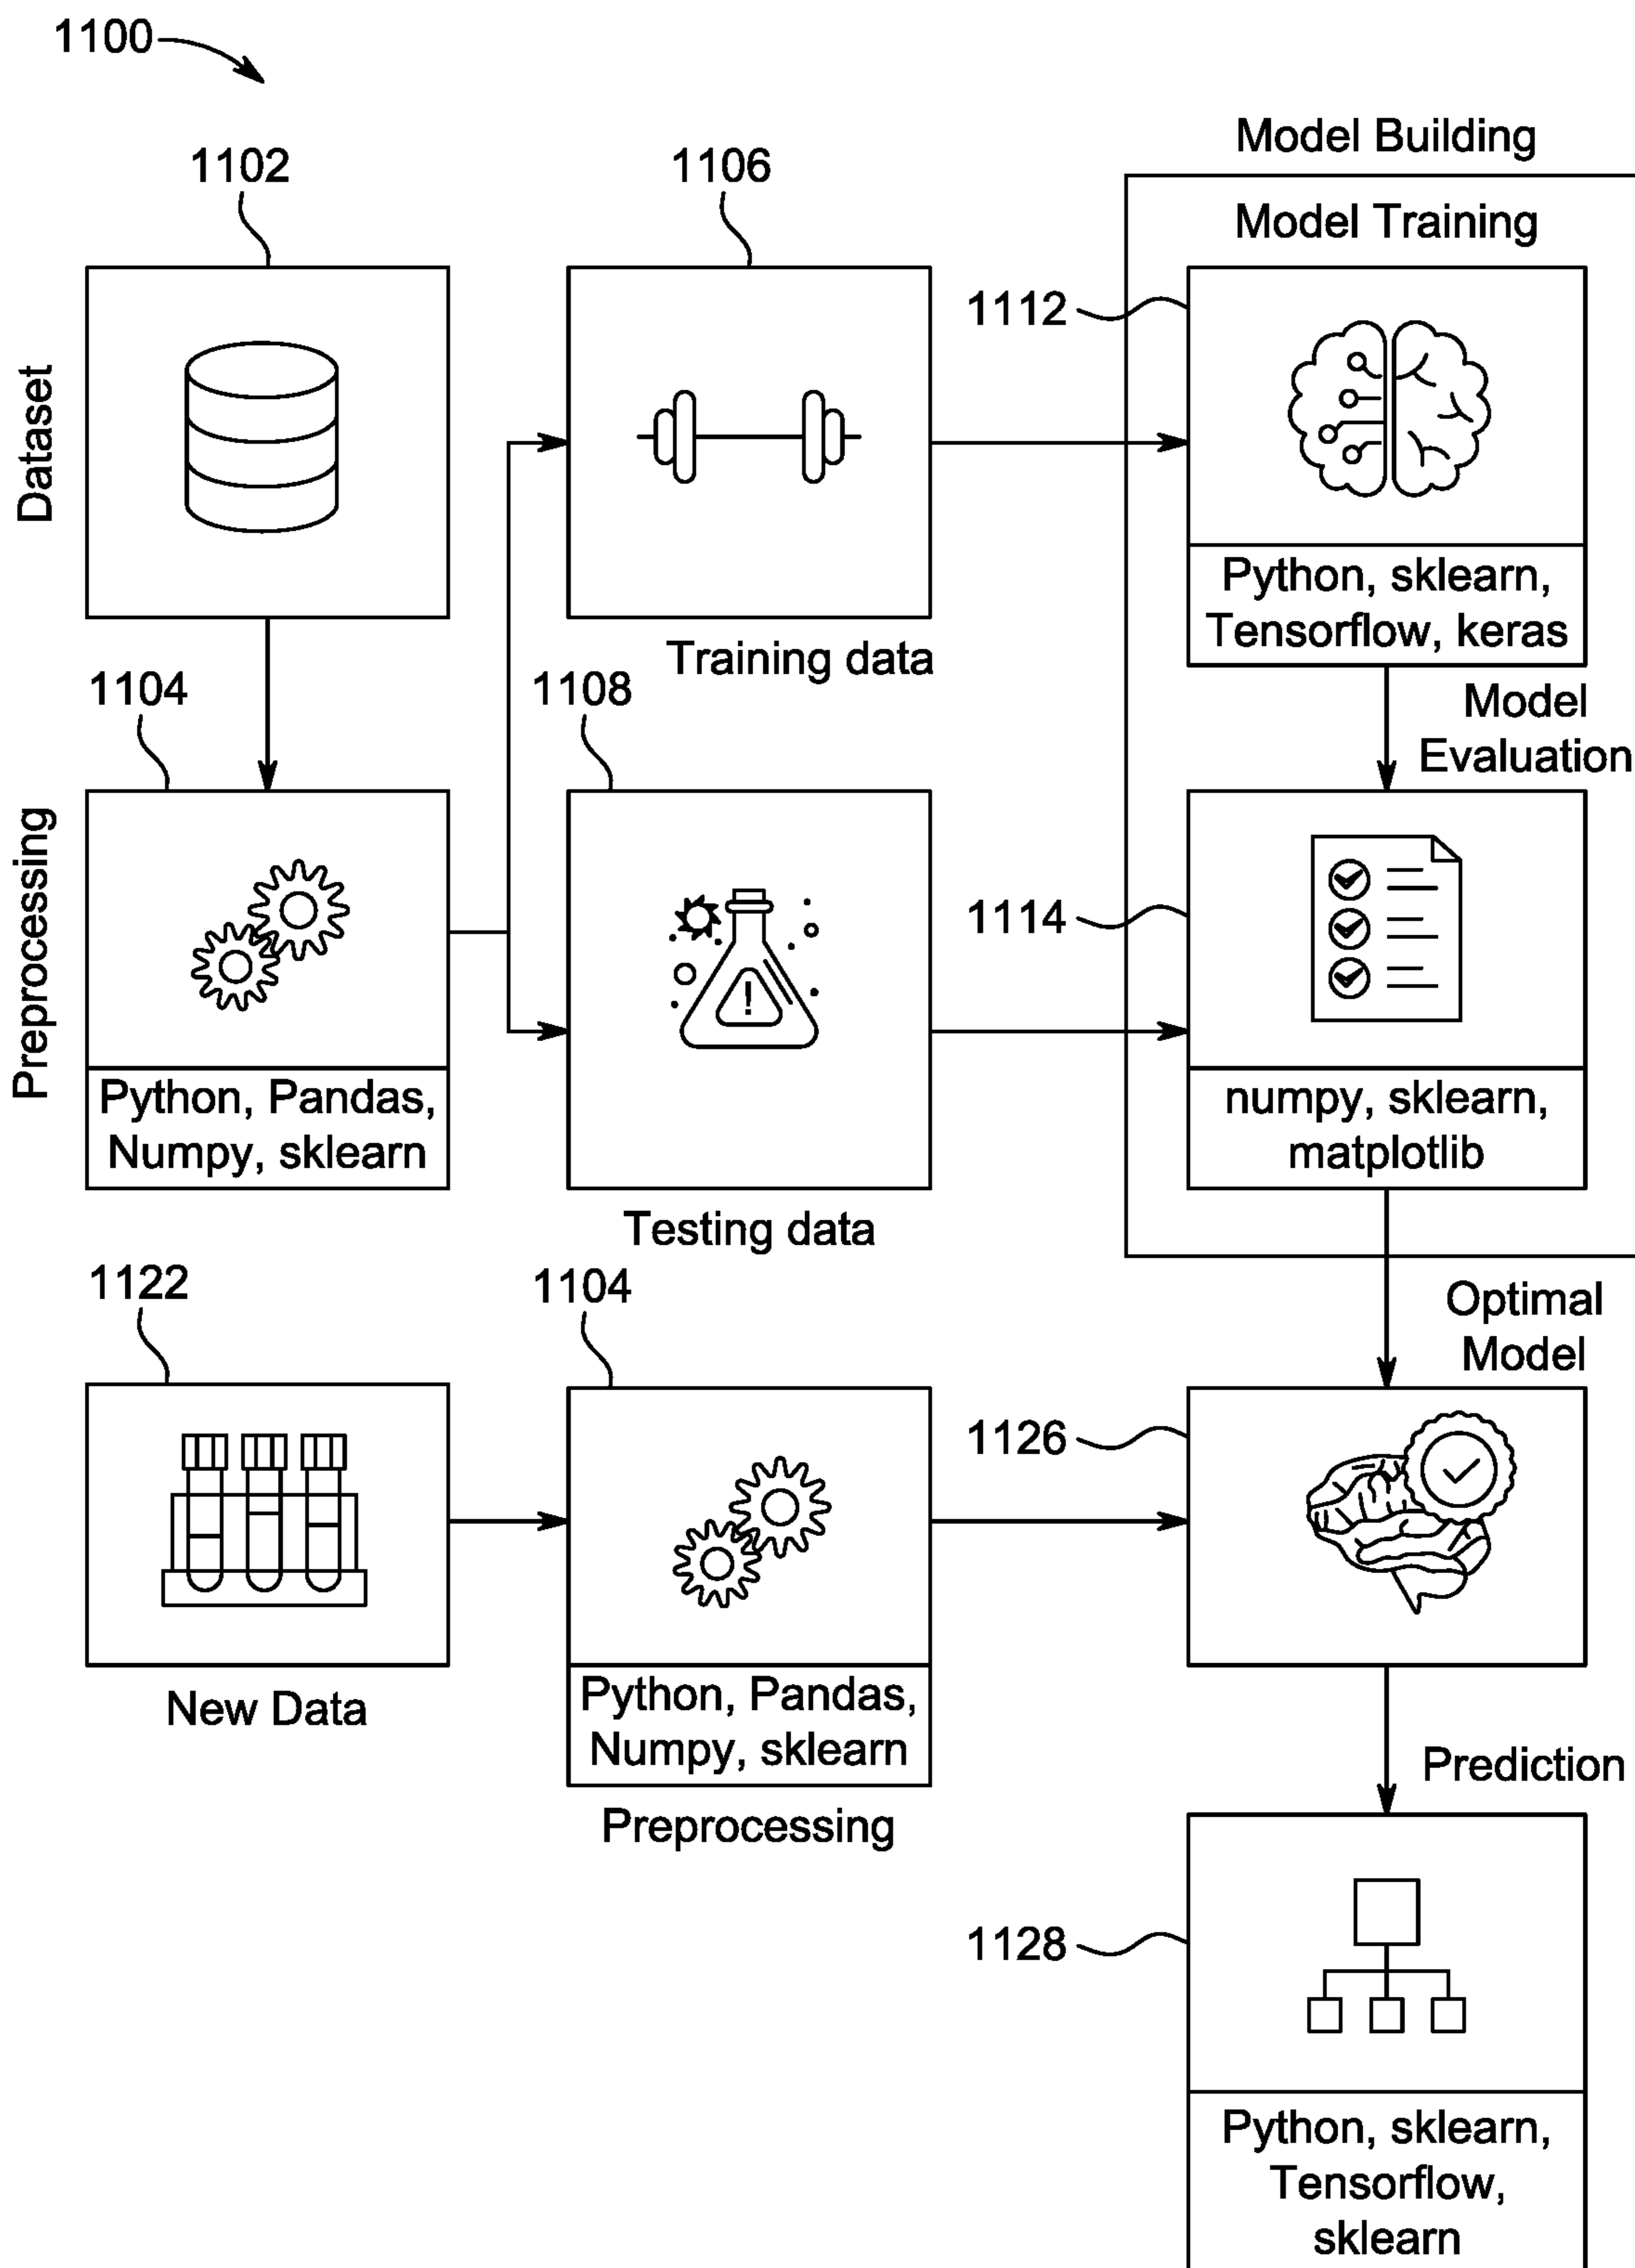 1100
1102
1106
Model Building
Model Training
1112
Dataset
Python, sklearn,
Tensorflow, keras
Training data
1104
1108
Model
Evaluation
Preprocessing
1114
!
Python, Pandas,
Numpy, sklearn
numpy, sklearn,
matplotlib
Testing data
1122
1104
Optimal
Model
1126
New Data
Python, Pandas,
Numpy, sklearn
Preprocessing
Prediction
1128
Python, sklearn,
Tensorflow,
sklearn